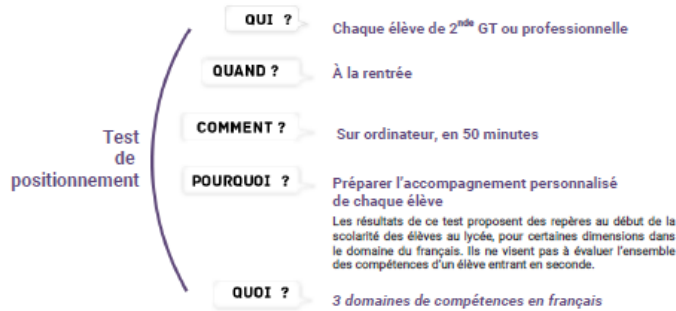 Test
de
positionnement
QUI ?
Chaque élève de 2nde GT ou professionnelle
QUAND ?
À la rentrée
COMMENT ?
Sur ordinateur, en 50 minutes
POURQUOI ?
Préparer l'accompagnement personnalisé
de chaque élève
Les résultats de ce test proposent des repères au début de la
scolarité des élèves au lycée, pour certaines dimensions dans
le domaine du français. Ils ne visent pas à évaluer l'ensemble
des compétences d'un élève entrant en seconde.
QUOI ?
3 domaines de compétences en français